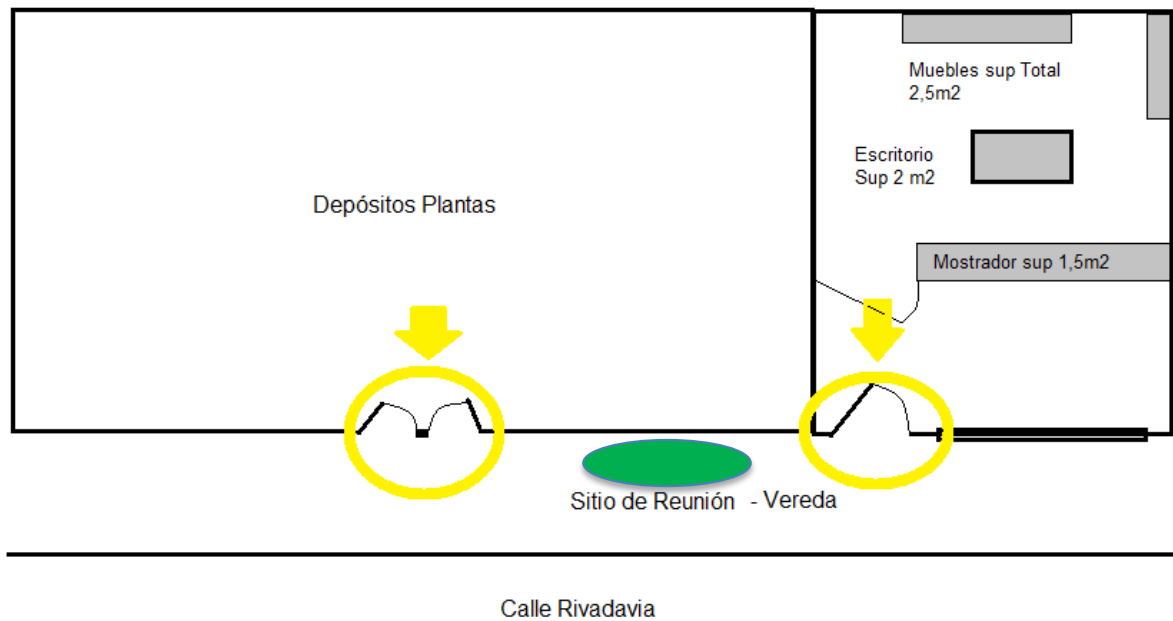 Muebles sup Total
2,5m2
Escritorio
Sup 2 m2
Depósitos Plantas
Mostrador sup 1,5m2
Sitio de Reunión - Vereda
Calle Rivadavia